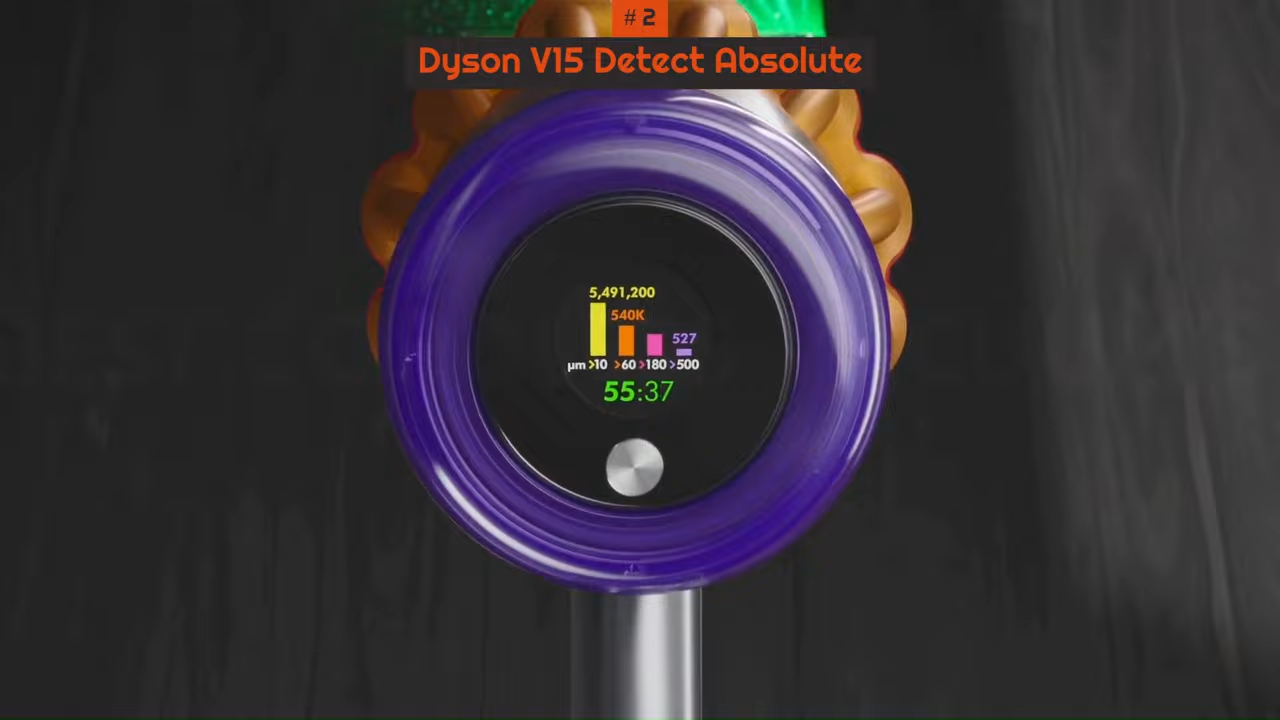 # 2
Dyson V15 Detect Absolute
5,491,200
540K
527
µm >10 >60 >180 >500
55:37